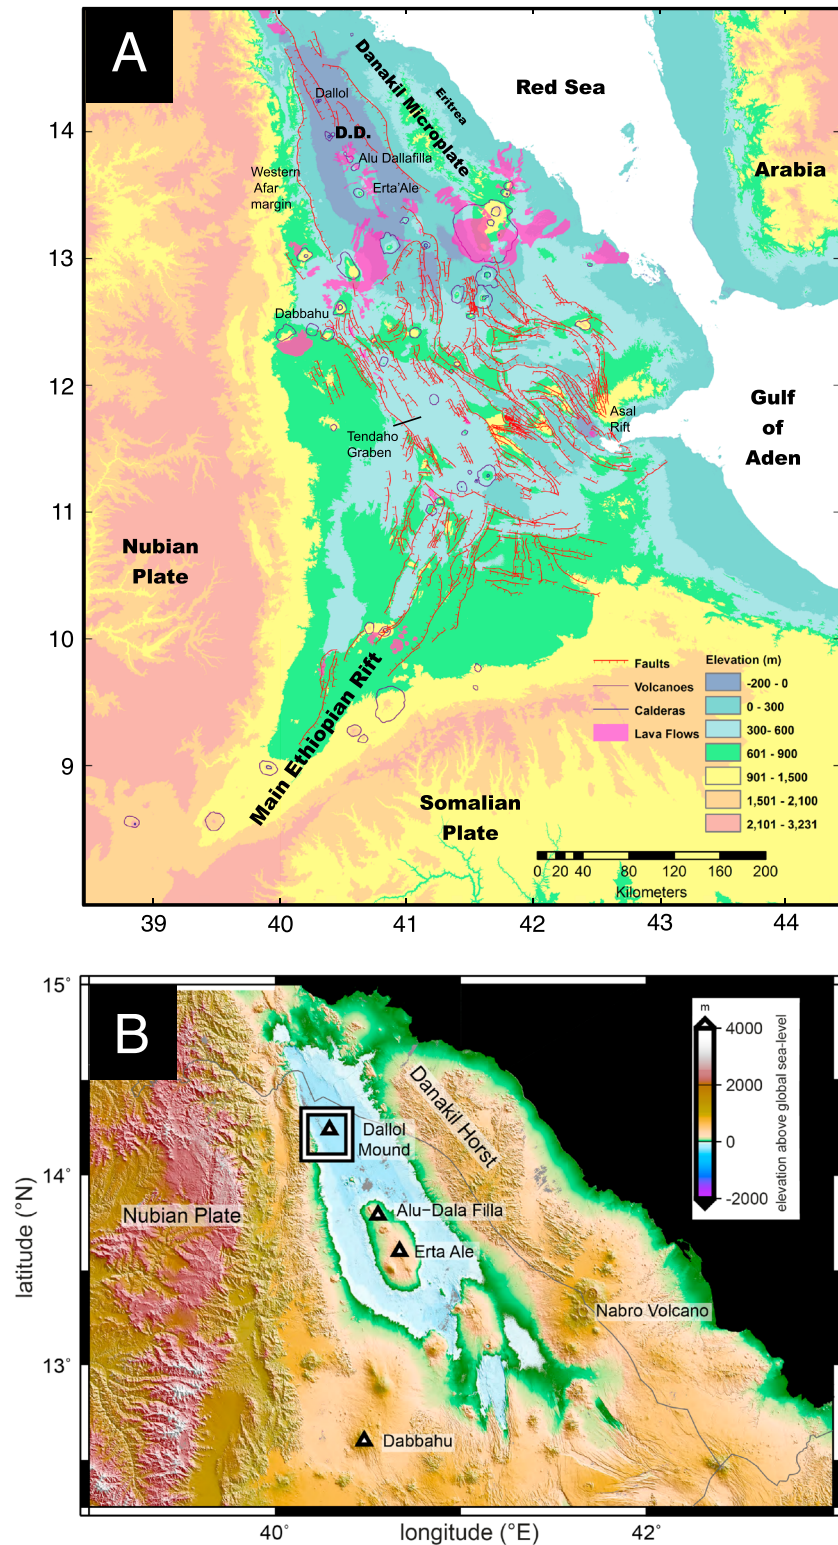 A
Red Sea
Danakil Microplate
Eritrea
Dallol
D.D.
Alu Dallafilla
Erta'Ale
Western
Afar
margin
Arabia
14
13
Dabbahu
12
Asal
Rift
Tendaho
Graben
Gulf
of
Aden
11
Nubian
Plate
10
Main Ethiopian Rift
9
Somalian
Plate
Faults
Volcanoes
Calderas
Lava Flows
Elevation (m)
-200 - 0
0 - 300
300- 600
601 - 900
901 - 1,500
1,501 - 2,100
2,101 - 3,231
0 20 40 80 120 160 200
Kilometers
39 40 41 42 43 44
B
15°
m
4000
2000
0
-2000
elevation above global sea-level
Danakil Horst
Dallol
Mound
14°
Nubian Plate
Alu-Dala Filla
Erta Ale
Nabro Volcano
13°
Dabbahu
latitude (°N)
40° 42°
longitude (°E)